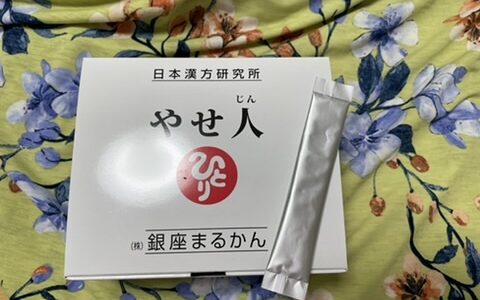 日本漢方研究所
じん
やせ人
ひとり
(株)銀座まるかん